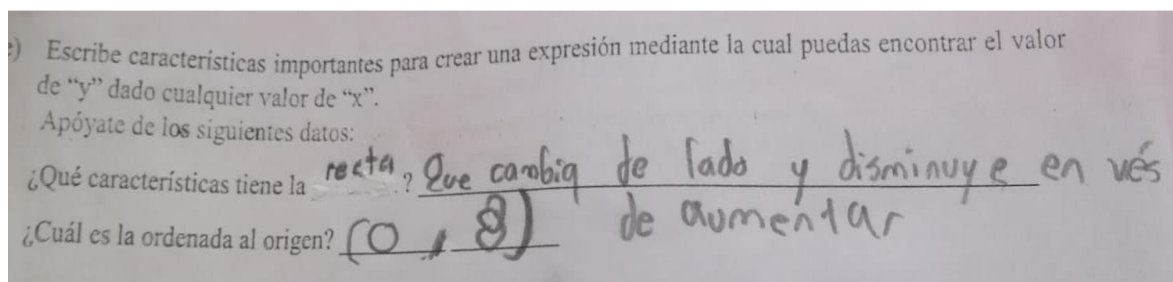 ) Escribe características importantes para crear una expresión mediante la cual puedas encontrar el valor
de “y” dado cualquier valor de “x”.
Apóyate de los siguientes datos:
¿Qué características tiene la recta? Que cambia de lado y disminuye en vés
de aumentar
¿Cuál es la ordenada al origen? (0, 8)